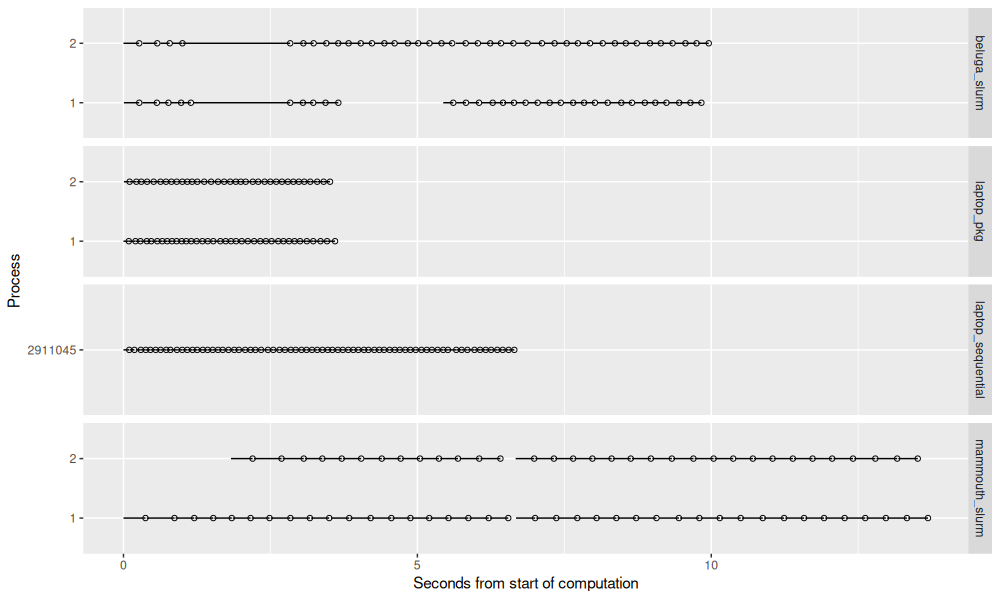 Process
2
1
beluga_slurm
2
1
laptop_pkg
2911045
laptop_sequential
2
1
mammouth_slurm
0 5 10
Seconds from start of computation